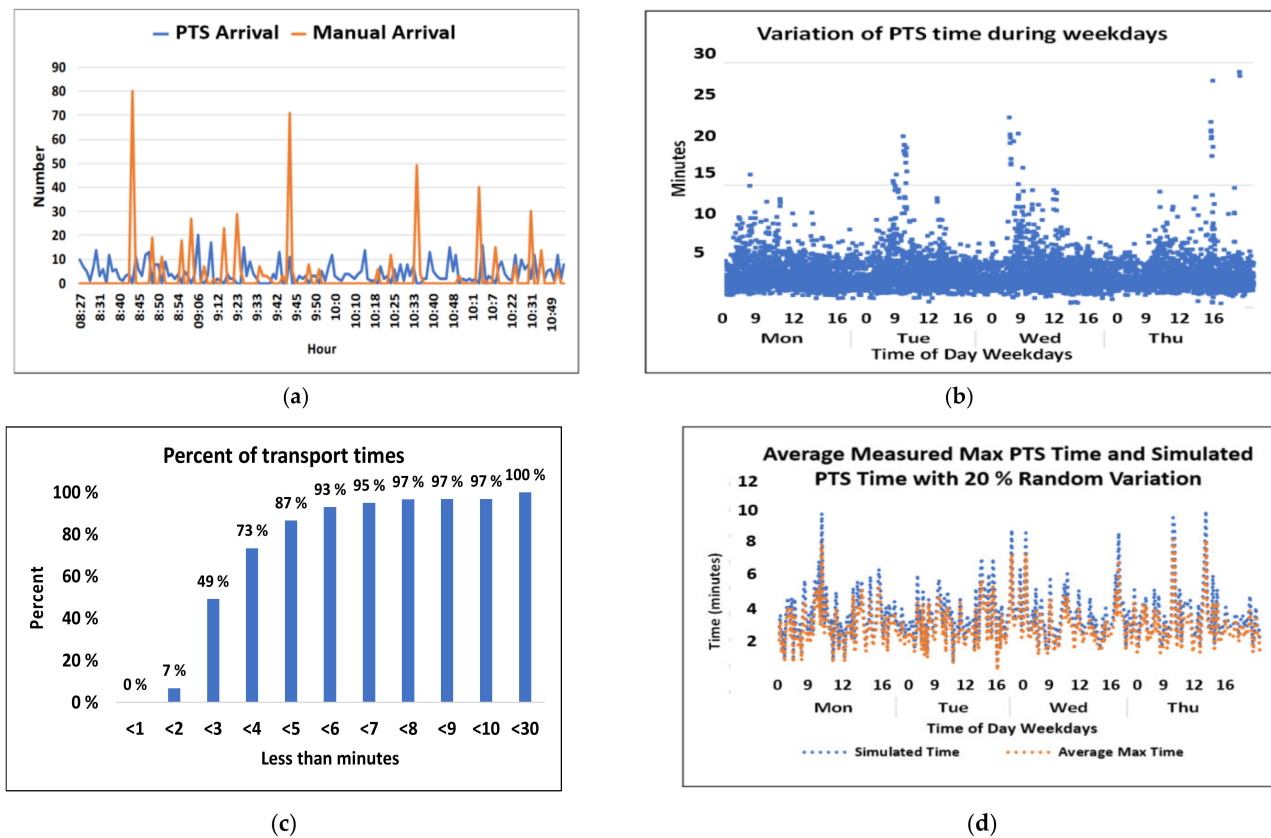 PTS Arrival Manual Arrival
90
80
70
60
50
40
30
20
10
0
Number
08:27 8:31 8:40 8:45 8:50 8:54 09:06 9:12 9:23 9:33 9:41 9:45 9:50 10:0 10:10 10:18 10:25 10:33 10:40 10:48 10:1 10:7 10:22 10:31 10:49
Hour
(a)
Variation of PTS time during weekdays
30
25
20
15
10
5
Minutes
0 9 12 16 0 9 12 16 0 9 12 16 0 9 12 16
Mon Tue Wed Thu
Time of Day Weekdays
(b)
Percent of transport times
100 %
80 %
60 %
40 %
20 %
0 %
Percent
0 % 7 % 49 % 73 % 87 % 93 % 95 % 97 % 97 % 97 % 100 %
<1 <2 <3 <4 <5 <6 <7 <8 <9 <10 <30
Less than minutes
(c)
Average Measured Max PTS Time and Simulated
PTS Time with 20 % Random Variation
12
10
8
6
4
2
Time (minutes)
0 9 12 16 0 9 12 16 0 9 12 16 0 9 12 16
Mon Tue Wed Thu
Time of Day Weekdays
Simulated Time Average Max Time
(d)